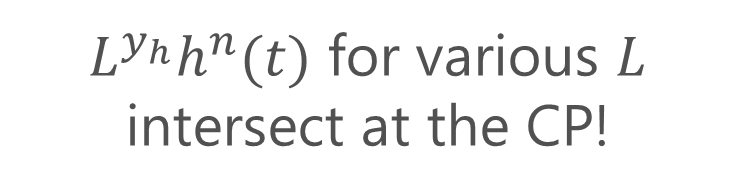 $L^{y_h} h^n(t)$ for various $L$
intersect at the CP!